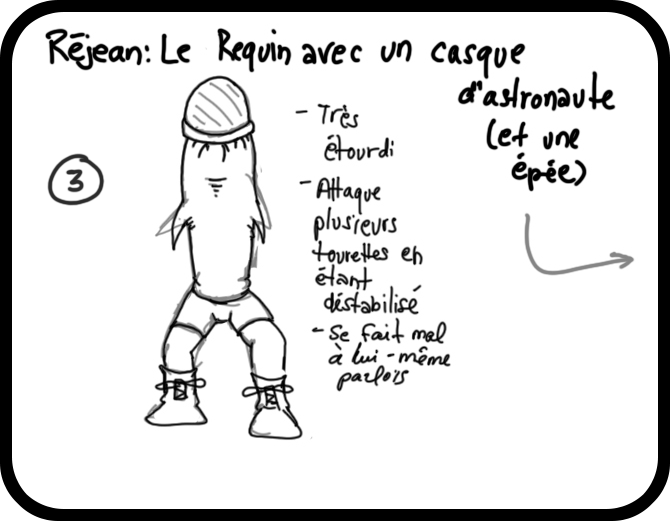 Réjean: Le Requin avec un casque
d'astronaute
(et une
épée)
3
- Très
étourdi
- Attaque
plusieurs
tourettes en
étant
déstabilisé
- Se fait mal
à lui-même
parfois